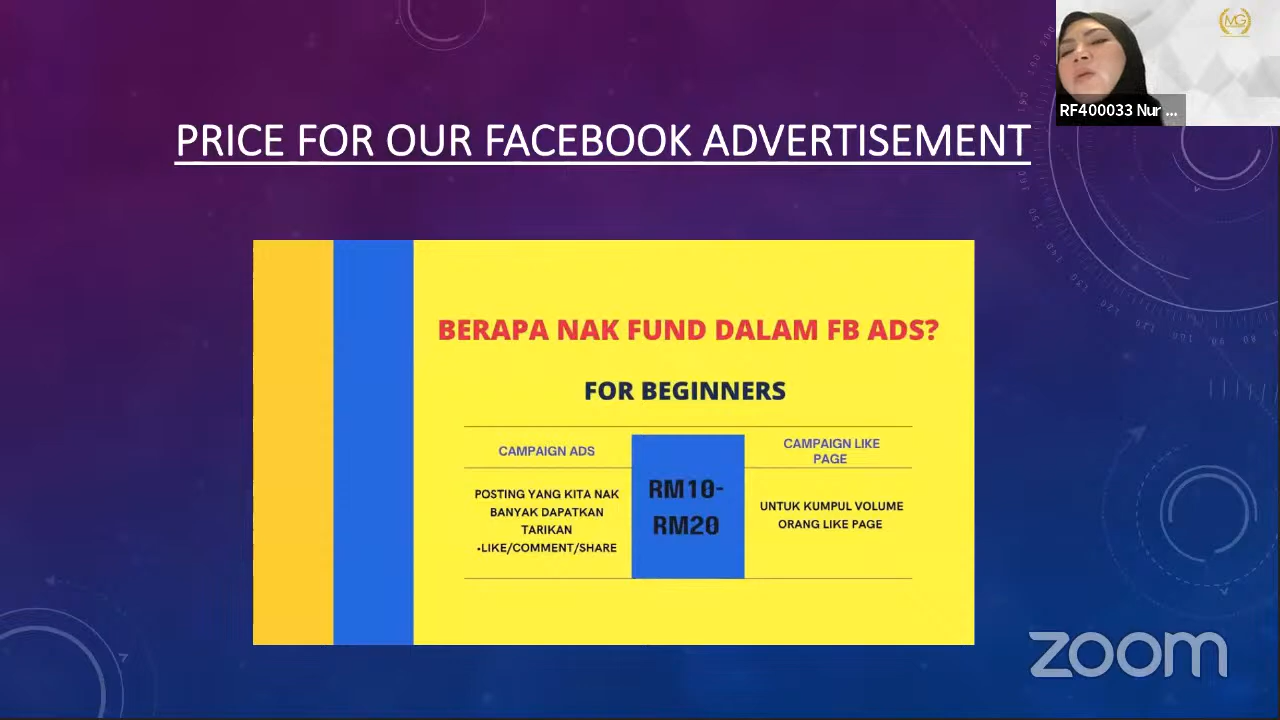 MG
RF400033 Nur ...
PRICE FOR OUR FACEBOOK ADVERTISEMENT
BERAPA NAK FUND DALAM FB ADS?
FOR BEGINNERS
CAMPAIGN ADS
POSTING YANG KITA NAK
BANYAK DAPATKAN
TARIKAN
•LIKE/COMMENT/SHARE
RM10-
RM20
CAMPAIGN LIKE
PAGE
UNTUK KUMPUL VOLUME
ORANG LIKE PAGE
zoom